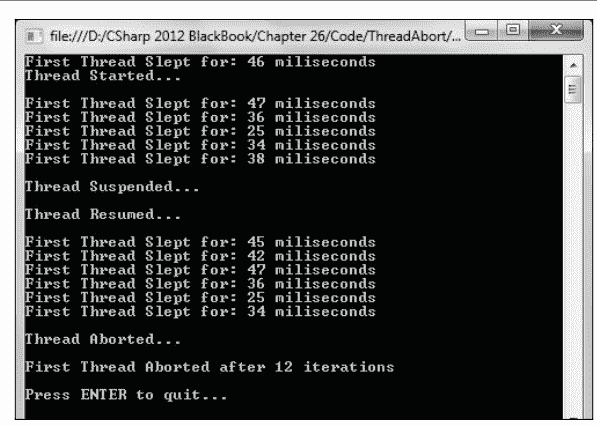 file:///D:/CSharp 2012 BlackBook/Chapter 26/Code/ThreadAbort/...
First Thread Slept for: 46 miliseconds
Thread Started...
First Thread Slept for: 47 miliseconds
First Thread Slept for: 36 miliseconds
First Thread Slept for: 25 miliseconds
First Thread Slept for: 34 miliseconds
First Thread Slept for: 38 miliseconds
Thread Suspended...
Thread Resumed...
First Thread Slept for: 45 miliseconds
First Thread Slept for: 42 miliseconds
First Thread Slept for: 47 miliseconds
First Thread Slept for: 36 miliseconds
First Thread Slept for: 25 miliseconds
First Thread Slept for: 34 miliseconds
Thread Aborted...
First Thread Aborted after 12 iterations
Press ENTER to quit...